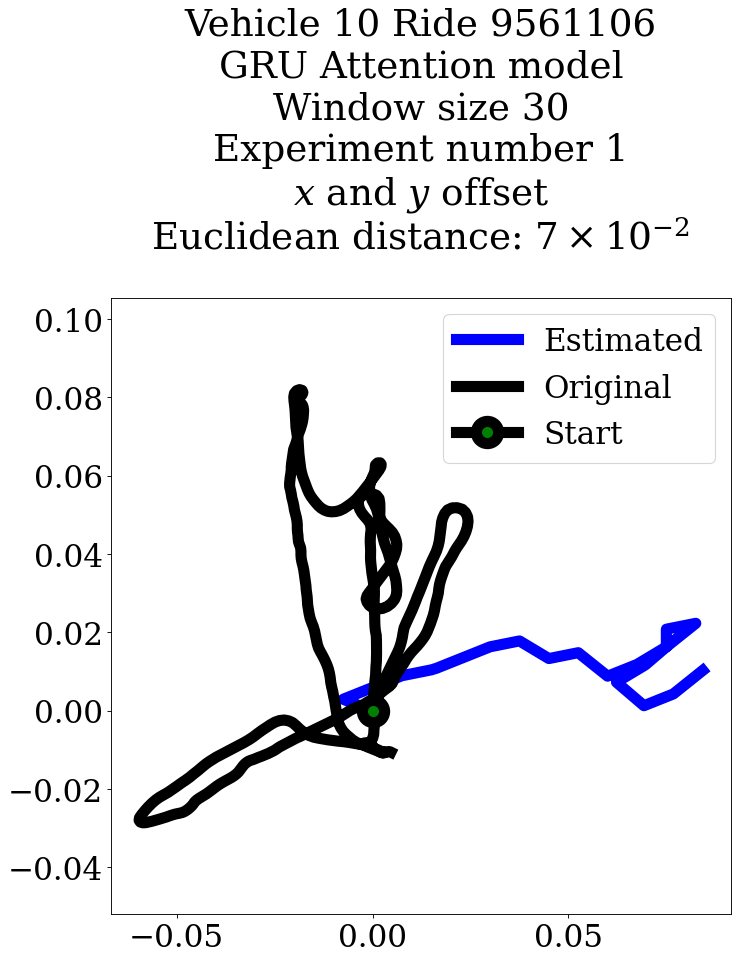 Vehicle 10 Ride 9561106
GRU Attention model
Window size 30
Experiment number 1
x and y offset
Euclidean distance: 7 × 10⁻²
Estimated
Original
Start
0.10
0.08
0.06
0.04
0.02
0.00
−0.02
−0.04
−0.05
0.00
0.05